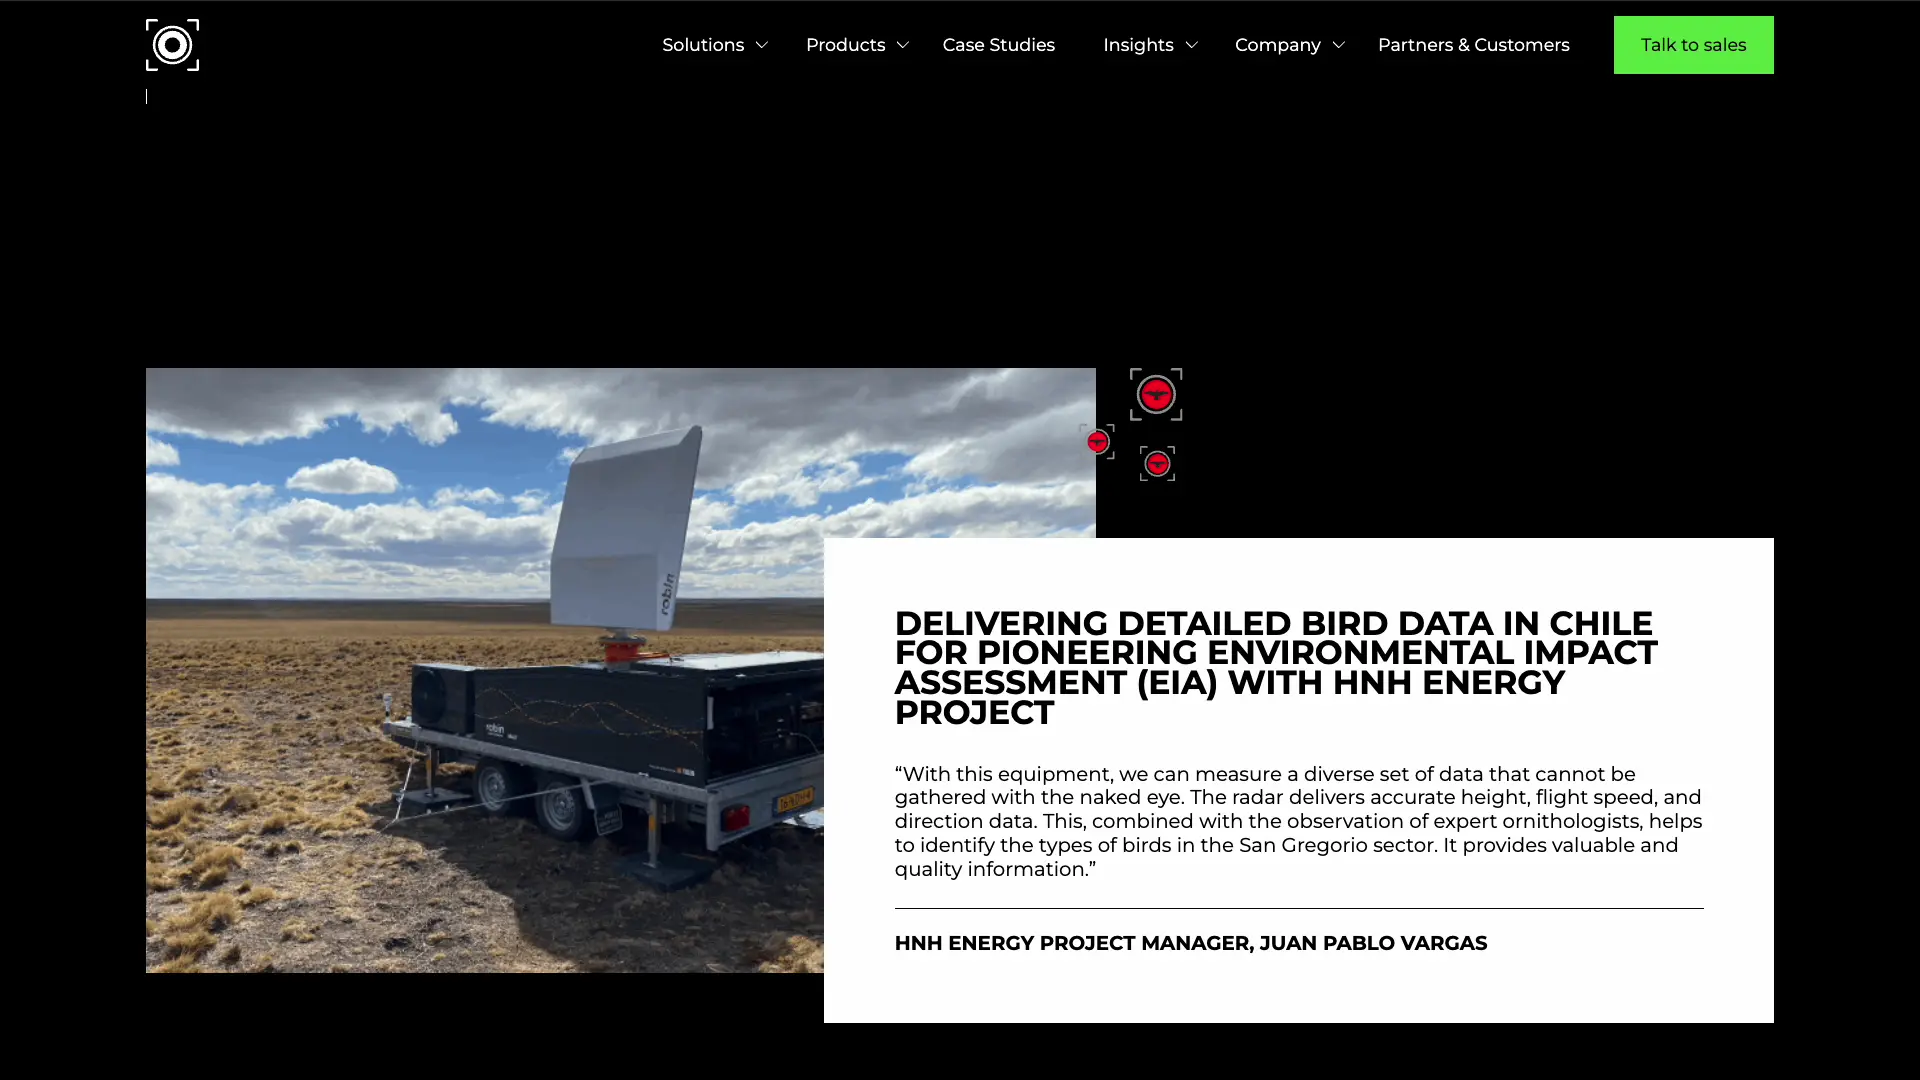 Solutions
Products
Case Studies
Insights
Company
Partners & Customers
Talk to sales
robin
robin
DELIVERING DETAILED BIRD DATA IN CHILE
FOR PIONEERING ENVIRONMENTAL IMPACT
ASSESSMENT (EIA) WITH HNH ENERGY
PROJECT
“With this equipment, we can measure a diverse set of data that cannot be
gathered with the naked eye. The radar delivers accurate height, flight speed, and
direction data. This, combined with the observation of expert ornithologists, helps
to identify the types of birds in the San Gregorio sector. It provides valuable and
quality information.”
HNH ENERGY PROJECT MANAGER, JUAN PABLO VARGAS